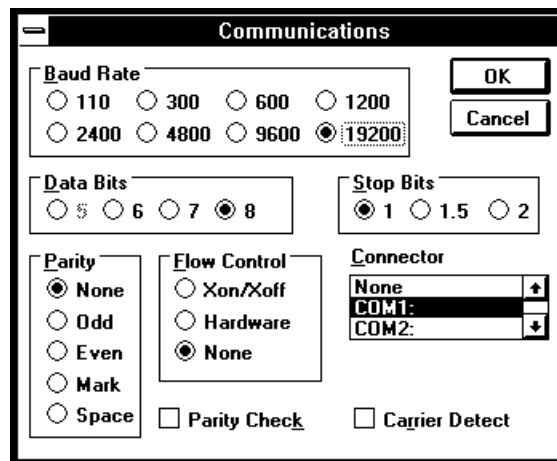 Communications
Baud Rate
110 300 600 1200
2400 4800 9600 19200
OK
Cancel
Data Bits
5 6 7 8
Stop Bits
1 1.5 2
Parity
None
Odd
Even
Mark
Space
Flow Control
Xon/Xoff
Hardware
None
Connector
None
COM1:
COM2:
Parity Check
Carrier Detect